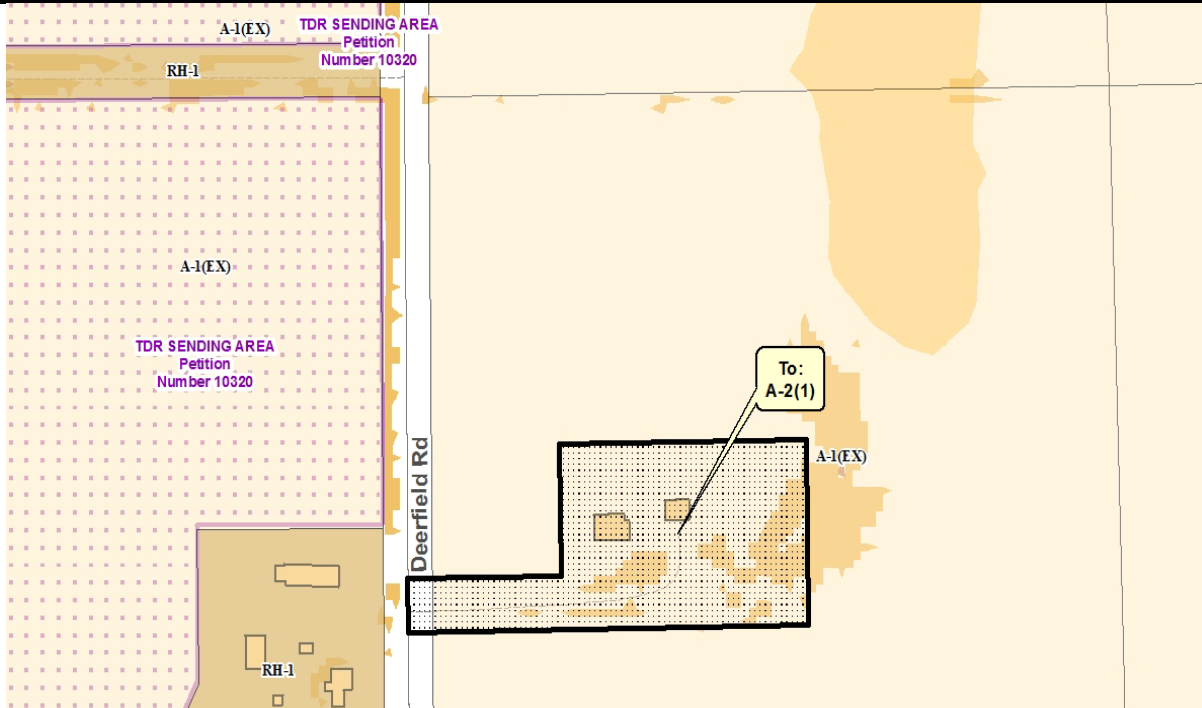 A-1(EX)
TDR SENDING AREA
Petition
Number 10320
RH-1
A-1(EX)
TDR SENDING AREA
Petition
Number 10320
To:
A-2(1)
A-1(EX)
Deerfield Rd
RH-1